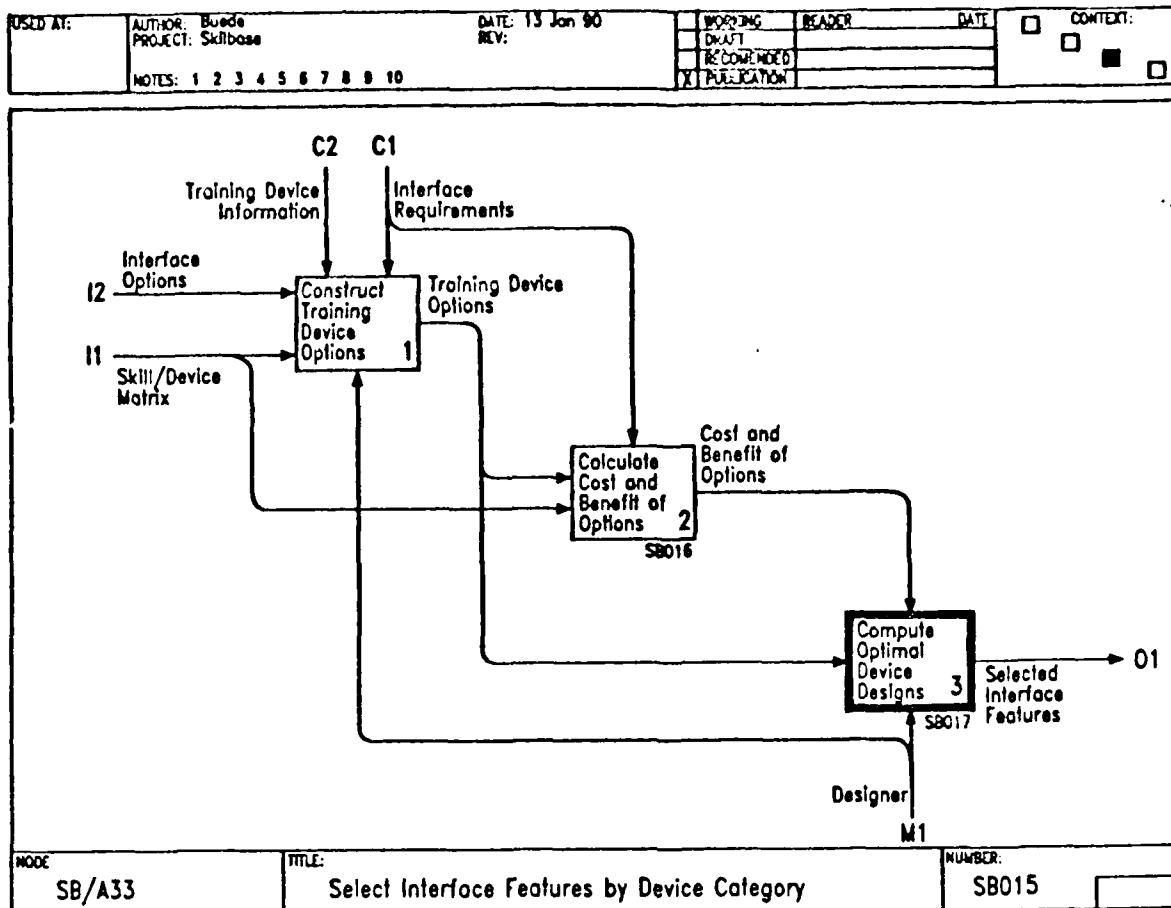 USED AT:
AUTHOR: Buede
PROJECT: Skillbase
NOTES: 1 2 3 4 5 6 7 8 9 10
DATE: 13 Jan 90
REV:
WORKING
DRAFT
RECOMENDED
X PUBLICATION
READER DATE
CONTEXT:
C2 C1
Training Device
Information
Interface
Requirements
Interface
Options
I2
I1
Skill/Device
Matrix
Construct
Training
Device
Options 1
Training Device
Options
Calculate
Cost and
Benefit of
Options 2
SB016
Cost and
Benefit of
Options
Compute
Optimal
Device
Designs 3
SB017
Selected
Interface
Features
O1
Designer
M1
NODE
SB/A33
TITLE:
Select Interface Features by Device Category
NUMBER:
SB015